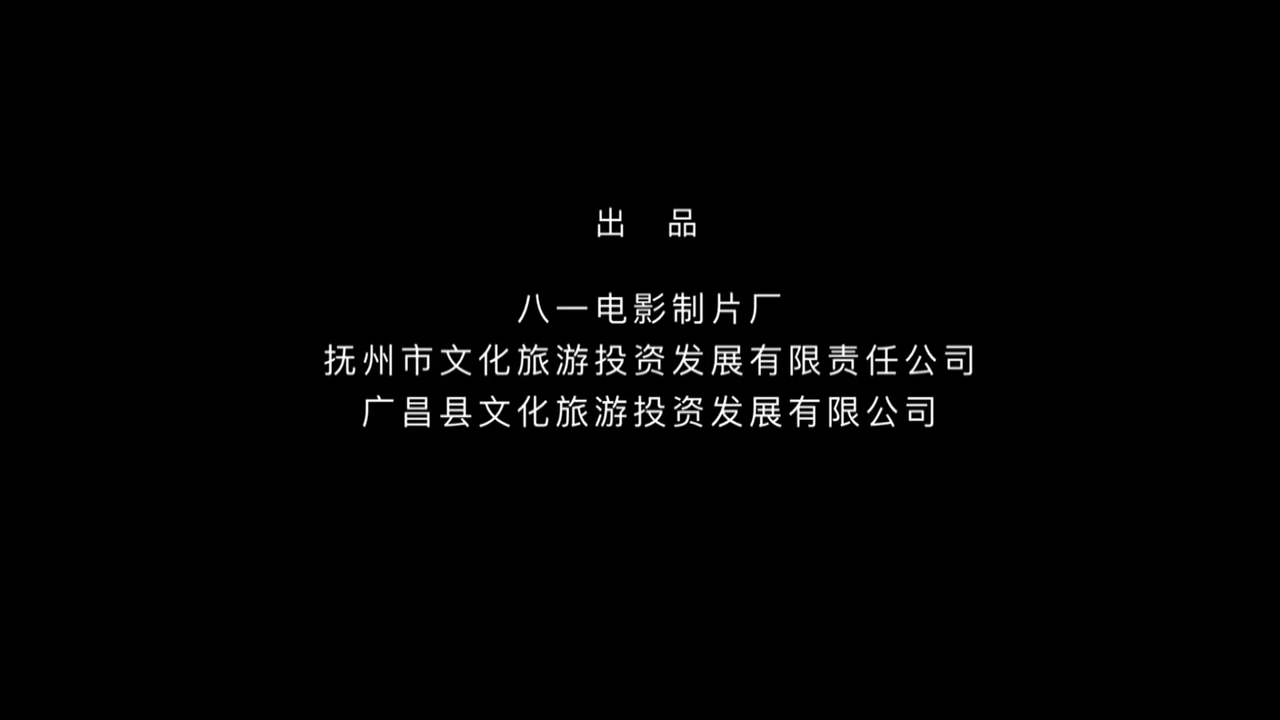 出 品
八一电影制片厂
抚州市文化旅游投资发展有限责任公司
广昌县文化旅游投资发展有限公司